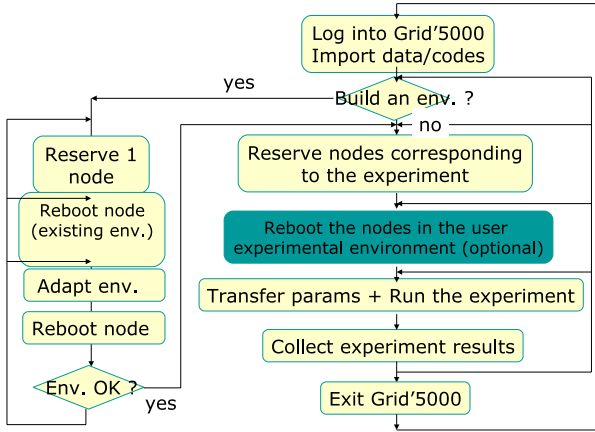 Log into Grid'5000
Import data/codes
yes
Build an env. ?
no
Reserve 1
node
Reserve nodes corresponding
to the experiment
Reboot node
(existing env.)
Reboot the nodes in the user
experimental environment (optional)
Adapt env.
Transfer params + Run the experiment
Reboot node
Collect experiment results
Env. OK ?
yes
Exit Grid'5000